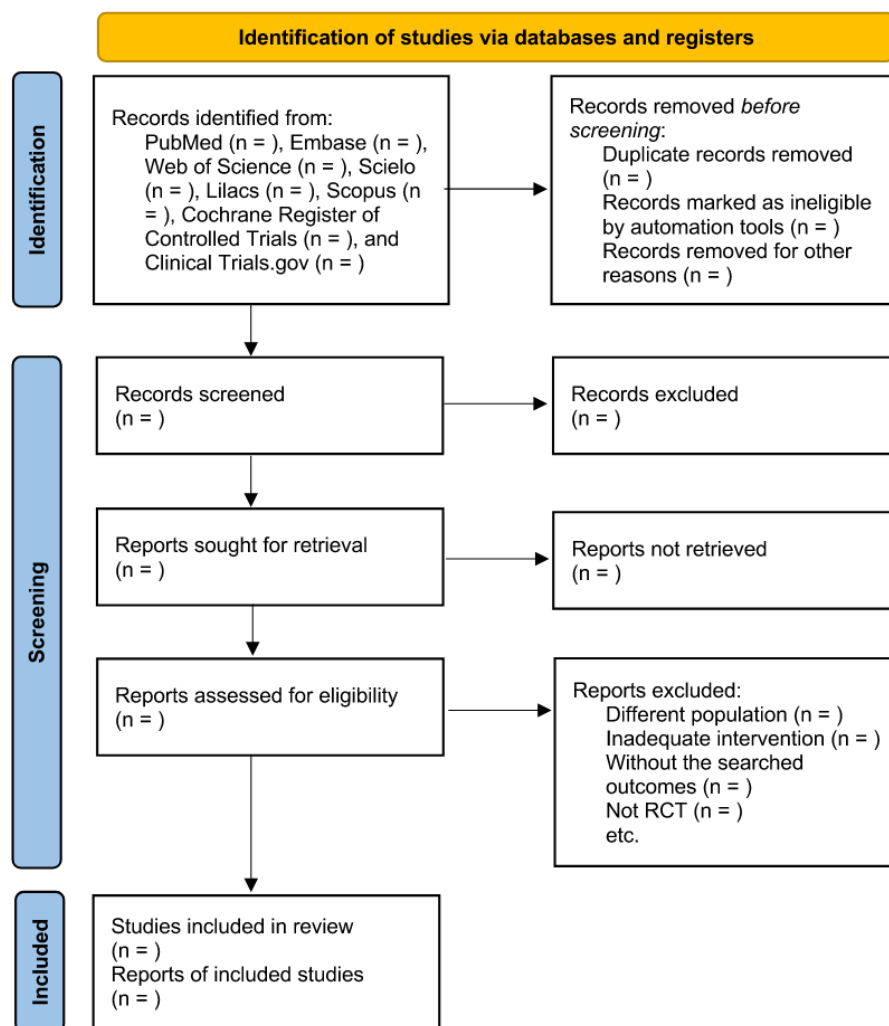 Identification of studies via databases and registers
Identification
Records identified from:
PubMed (n = ), Embase (n = ),
Web of Science (n = ), Scielo
(n = ), Lilacs (n = ), Scopus (n
= ), Cochrane Register of
Controlled Trials (n = ), and
Clinical Trials.gov (n = )
Records removed before
screening:
Duplicate records removed
(n = )
Records marked as ineligible
by automation tools (n = )
Records removed for other
reasons (n = )
Screening
Records screened
(n = )
Records excluded
(n = )
Reports sought for retrieval
(n = )
Reports not retrieved
(n = )
Reports assessed for eligibility
(n = )
Reports excluded:
Different population (n = )
Inadequate intervention (n = )
Without the searched
outcomes (n = )
Not RCT (n = )
etc.
Included
Studies included in review
(n = )
Reports of included studies
(n = )